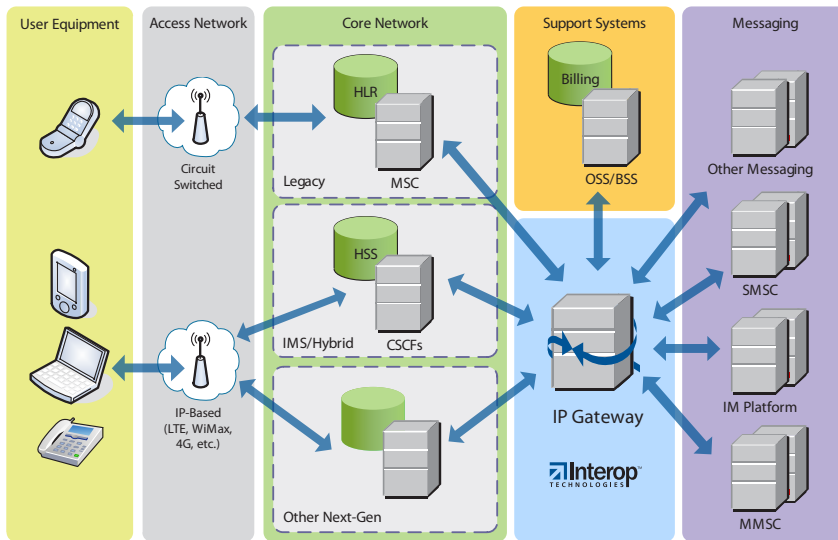 User Equipment
Access Network
Core Network
Support Systems
Messaging
HLR
Billing
Circuit
Switched
Legacy
MSC
OSS/BSS
Other Messaging
HSS
SMSC
IMS/Hybrid
CSCFs
IP-Based
(LTE, WiMax,
4G, etc.)
IP Gateway
IM Platform
Interop™
TECHNOLOGIES
Other Next-Gen
MMSC